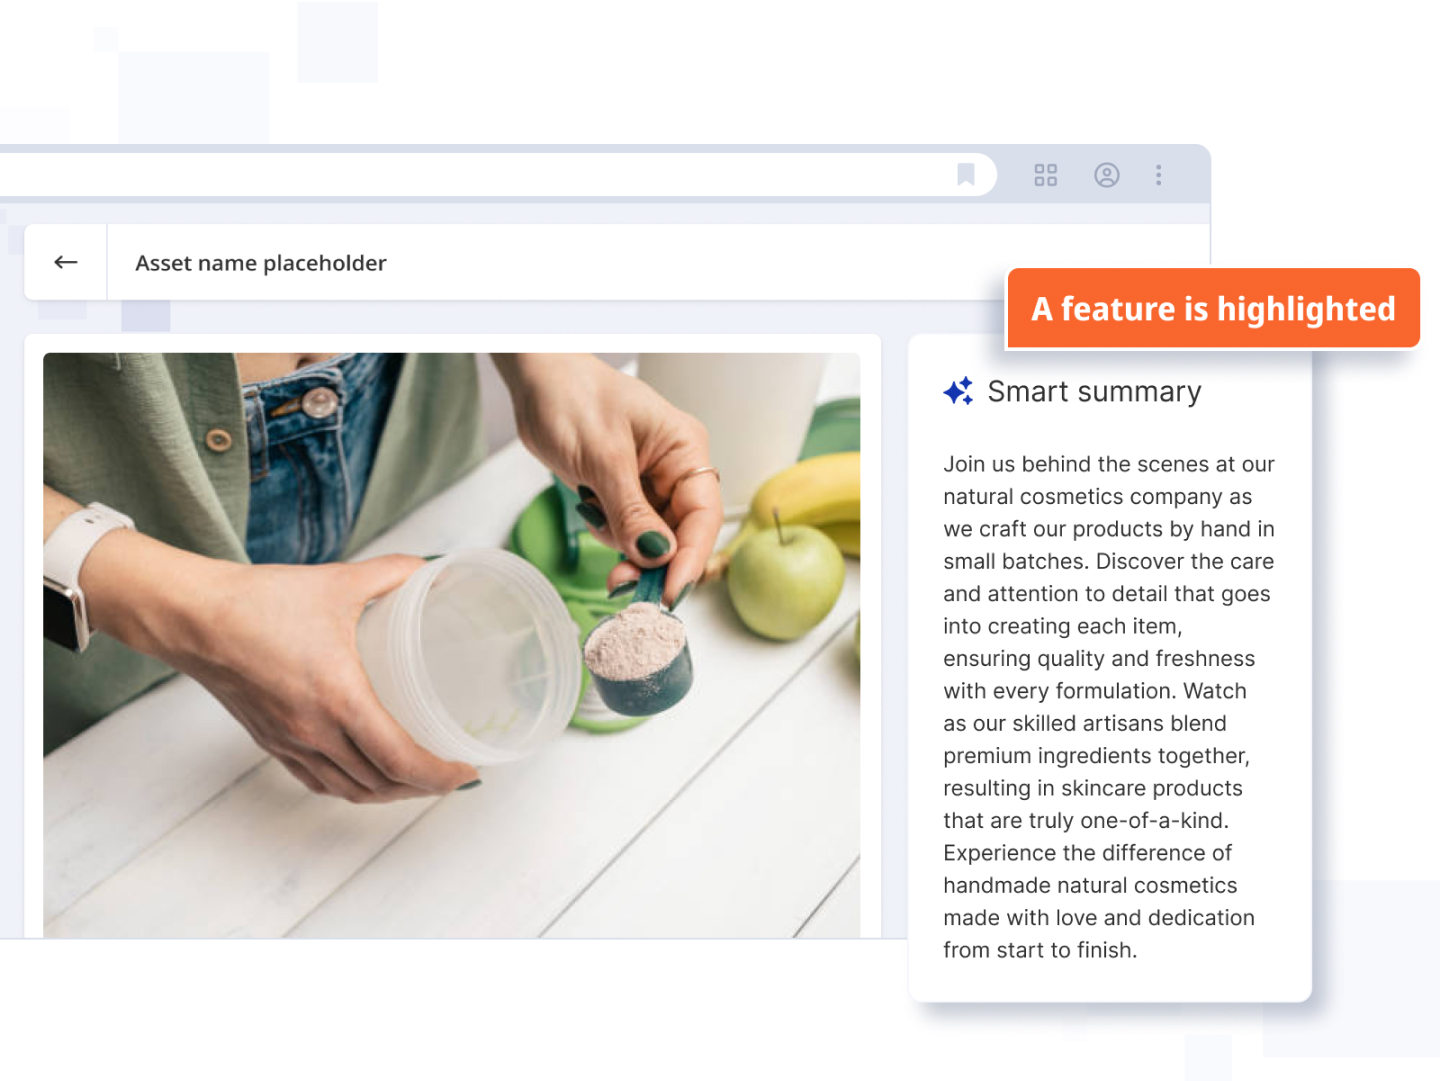 Asset name placeholder
A feature is highlighted
Smart summary
Join us behind the scenes at our
natural cosmetics company as
we craft our products by hand in
small batches. Discover the care
and attention to detail that goes
into creating each item,
ensuring quality and freshness
with every formulation. Watch
as our skilled artisans blend
premium ingredients together,
resulting in skincare products
that are truly one-of-a-kind.
Experience the difference of
handmade natural cosmetics
made with love and dedication
from start to finish.